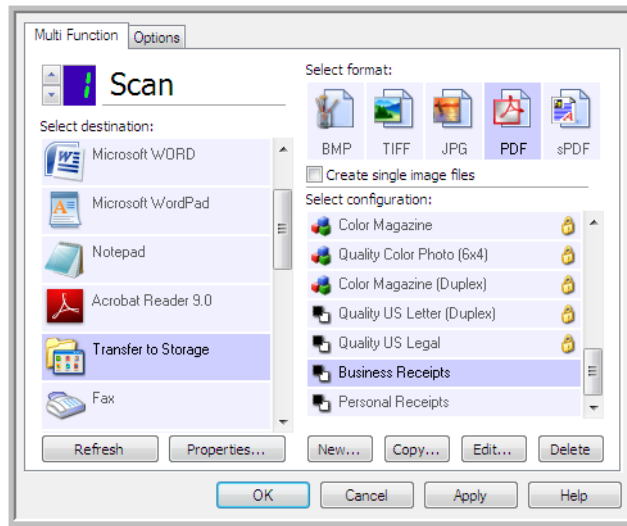 Multi Function
Options
1 Scan
Select destination:
Microsoft WORD
Microsoft WordPad
Notepad
Acrobat Reader 9.0
Transfer to Storage
Fax
Refresh
Properties...
Select format:
BMP
TIFF
JPG
PDF
sPDF
Create single image files
Select configuration:
Color Magazine
Quality Color Photo (6x4)
Color Magazine (Duplex)
Quality US Letter (Duplex)
Quality US Legal
Business Receipts
Personal Receipts
New...
Copy...
Edit...
Delete
OK
Cancel
Apply
Help